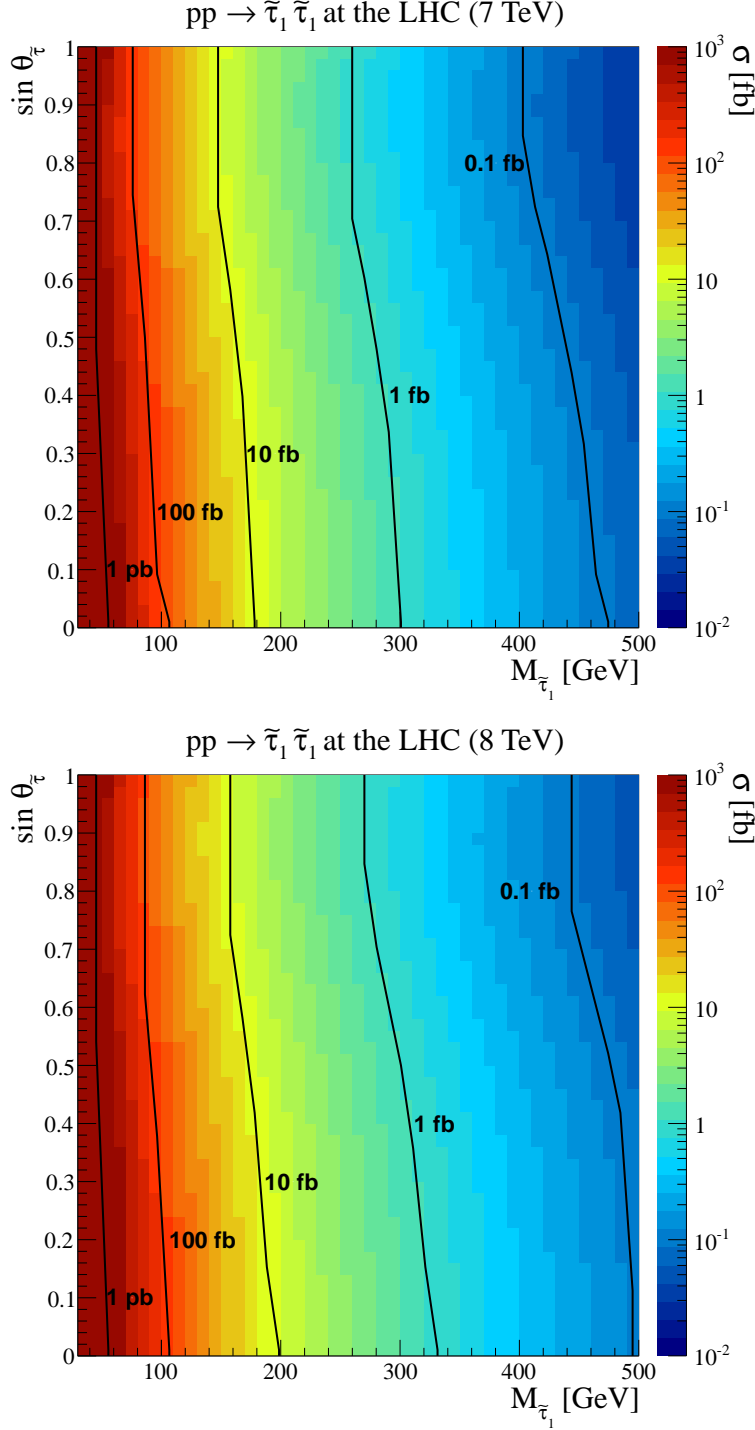 pp → τ̃₁ τ̃₁ at the LHC (7 TeV)
sin θ_τ̃
1
0.9
0.8
0.7
0.6
0.5
0.4
0.3
0.2
0.1
0
0.1 fb
1 fb
10 fb
100 fb
1 pb
100 200 300 400 500
M_τ̃₁ [GeV]
σ [fb]
10³
10²
10
1
10⁻¹
10⁻²
pp → τ̃₁ τ̃₁ at the LHC (8 TeV)
sin θ_τ̃
1
0.9
0.8
0.7
0.6
0.5
0.4
0.3
0.2
0.1
0
0.1 fb
1 fb
10 fb
100 fb
1 pb
100 200 300 400 500
M_τ̃₁ [GeV]
σ [fb]
10³
10²
10
1
10⁻¹
10⁻²